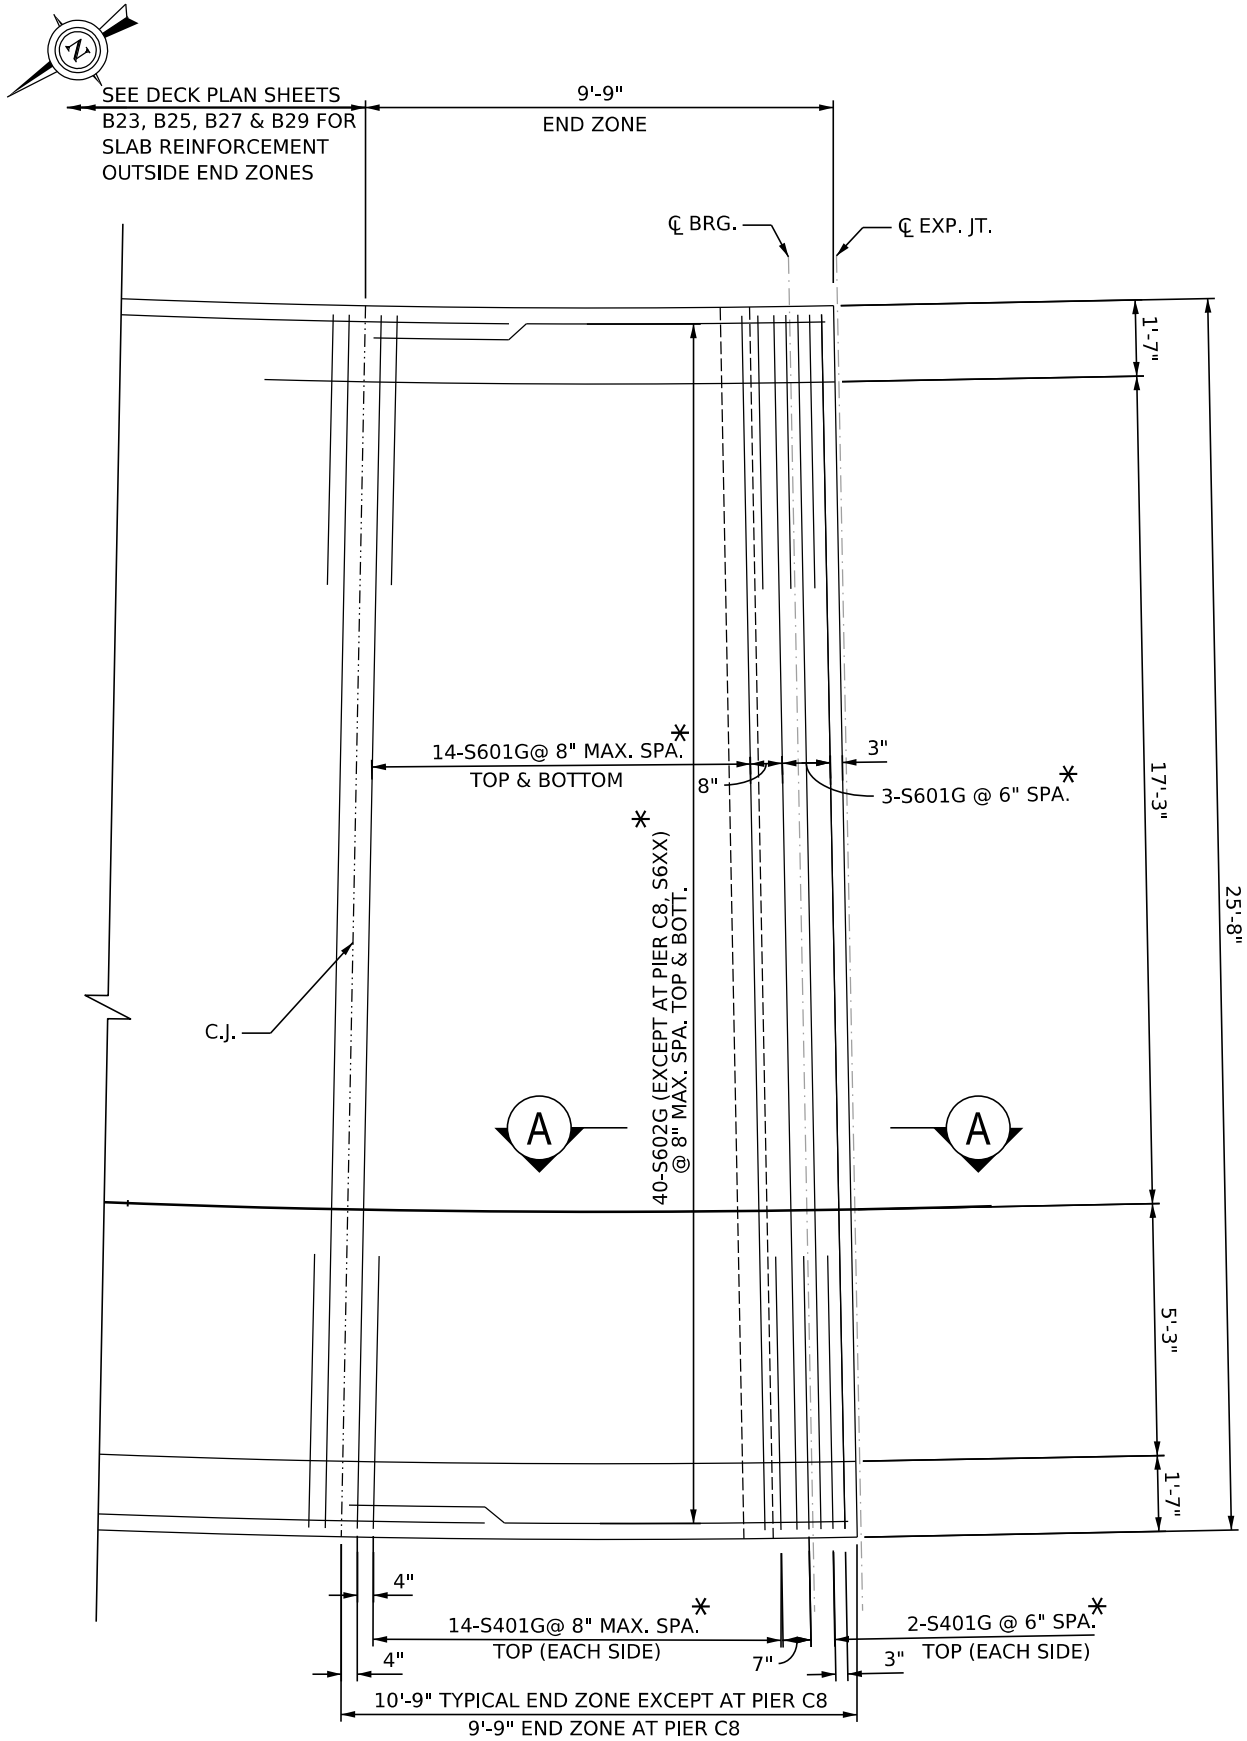 N
SEE DECK PLAN SHEETS
B23, B25, B27 & B29 FOR
SLAB REINFORCEMENT
OUTSIDE END ZONES
9'-9"
END ZONE
℄ BRG.
℄ EXP. JT.
1'-7"
14-S601G@ 8" MAX. SPA.*
TOP & BOTTOM
8"
3"
3-S601G @ 6" SPA.*
17'-3"
25'-8"
*
40-S602G (EXCEPT AT PIER C8, S6XX)
@ 8" MAX. SPA. TOP & BOTT.
C.J.
A
A
5'-3"
1'-7"
4"
14-S401G@ 8" MAX. SPA.*
TOP (EACH SIDE)
2-S401G @ 6" SPA.*
TOP (EACH SIDE)
4"
7"
3"
10'-9" TYPICAL END ZONE EXCEPT AT PIER C8
9'-9" END ZONE AT PIER C8